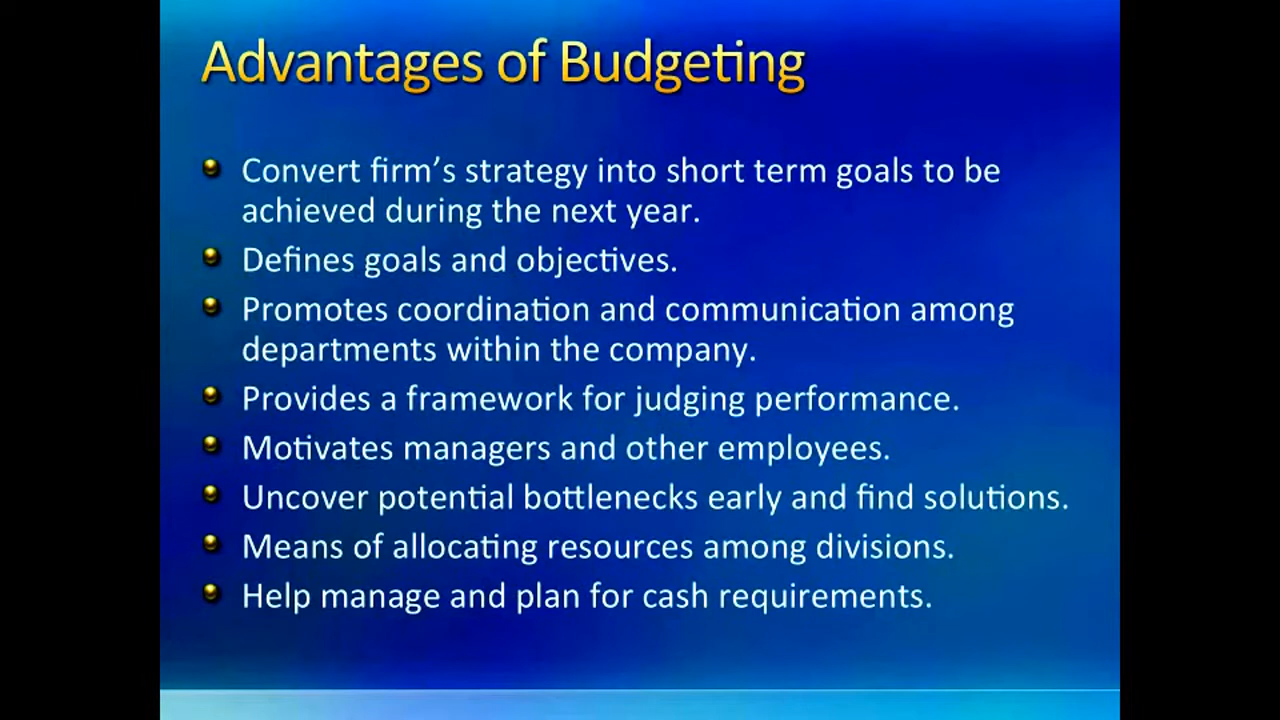 Advantages of Budgeting
Convert firm’s strategy into short term goals to be
achieved during the next year.
Defines goals and objectives.
Promotes coordination and communication among
departments within the company.
Provides a framework for judging performance.
Motivates managers and other employees.
Uncover potential bottlenecks early and find solutions.
Means of allocating resources among divisions.
Help manage and plan for cash requirements.